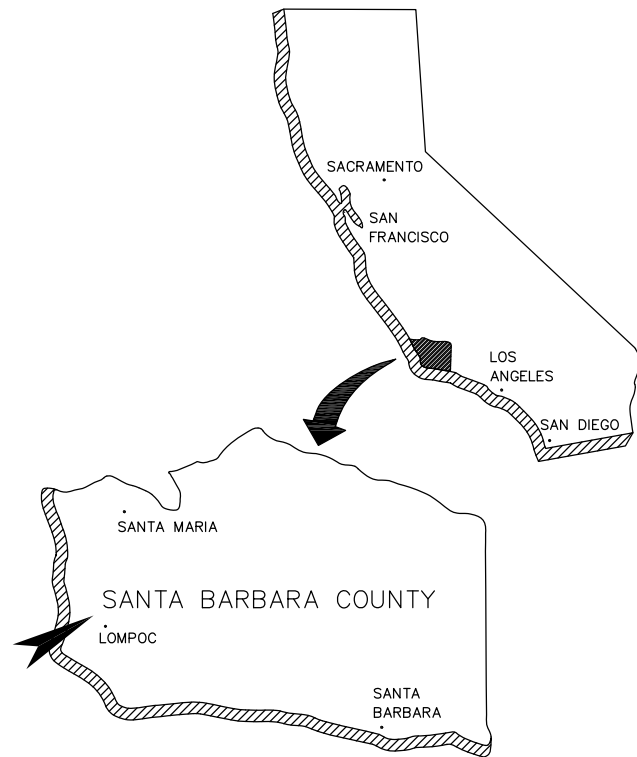 SACRAMENTO
SAN
FRANCISCO
LOS
ANGELES
SAN DIEGO
SANTA MARIA
SANTA BARBARA COUNTY
LOMPOC
SANTA
BARBARA